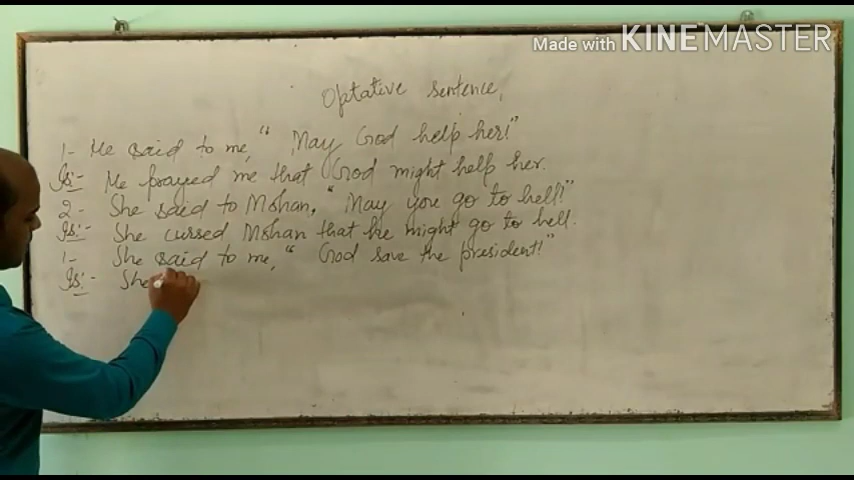 Made with KINEMASTER
Optative sentence,
1- He said to me, " May God help her!"
Is:- He prayed me that God might help her.
2- She said to Mohan, "May you go to hell!"
Is:- She cursed Mohan that he might go to hell.
1- She said to me, " God save the president!"
Is:- She